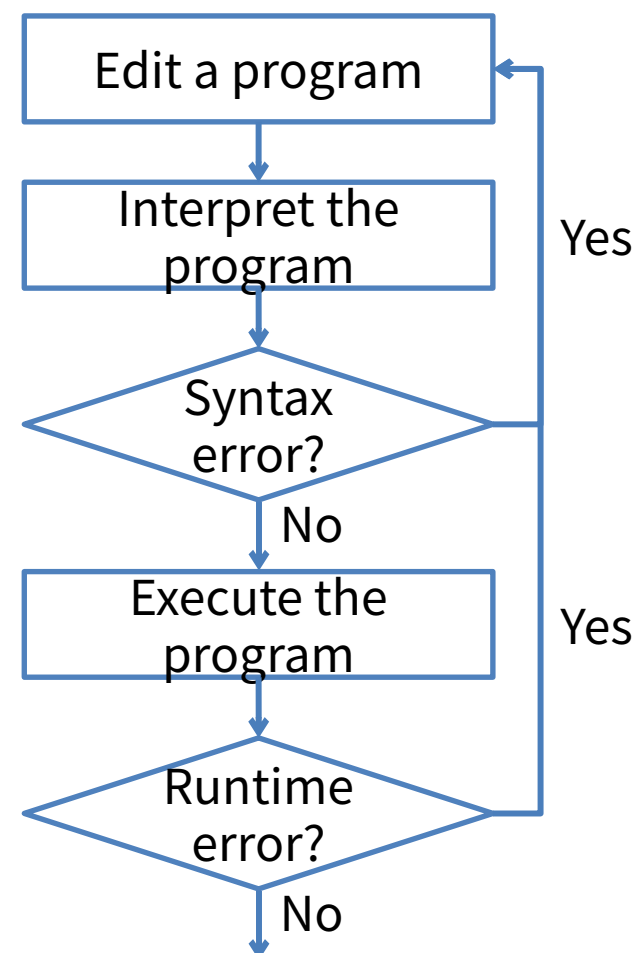 Edit a program
Interpret the
program
Yes
Syntax
error?
No
Execute the
program
Yes
Runtime
error?
No